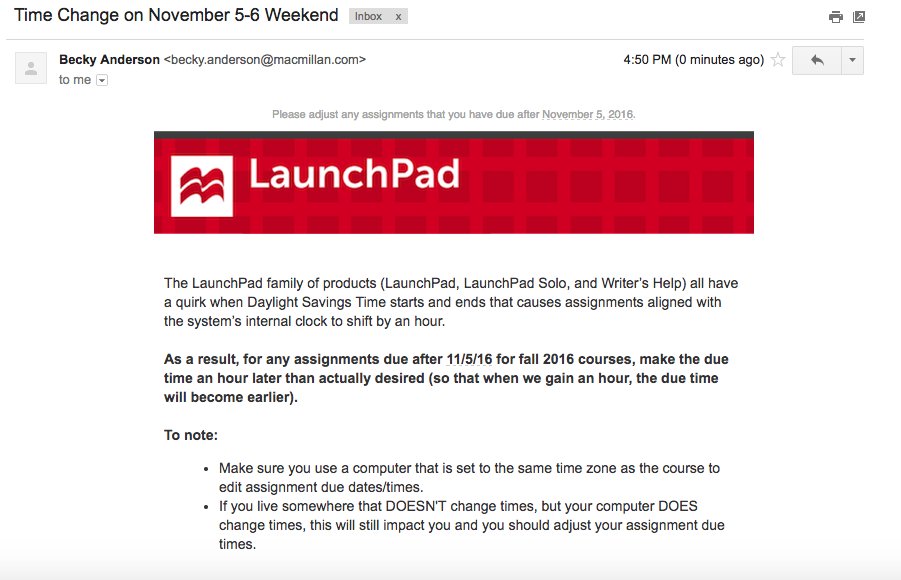 Time Change on November 5-6 Weekend Inbox x
Becky Anderson <becky.anderson@macmillan.com> 4:50 PM (0 minutes ago)
to me
Please adjust any assignments that you have due after November 5, 2016.
LaunchPad
The LaunchPad family of products (LaunchPad, LaunchPad Solo, and Writer's Help) all have
a quirk when Daylight Savings Time starts and ends that causes assignments aligned with
the system's internal clock to shift by an hour.
As a result, for any assignments due after 11/5/16 for fall 2016 courses, make the due
time an hour later than actually desired (so that when we gain an hour, the due time
will become earlier).
To note:
• Make sure you use a computer that is set to the same time zone as the course to
edit assignment due dates/times.
• If you live somewhere that DOESN'T change times, but your computer DOES
change times, this will still impact you and you should adjust your assignment due
times.